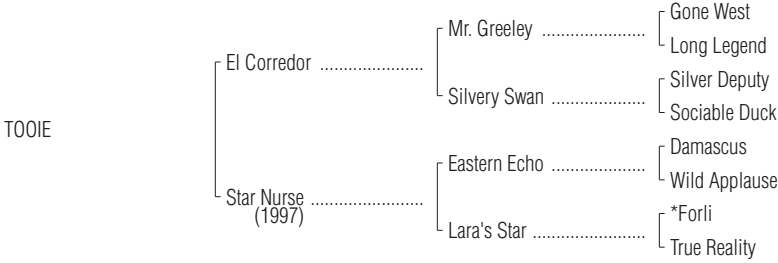 Gone West
Mr. Greeley ......................
Long Legend
El Corredor ......................
Silver Deputy
Silvery Swan ....................
Sociable Duck
TOOIE
Damascus
Eastern Echo ....................
Wild Applause
Star Nurse ........................
(1997)
*Forli
Lara's Star ........................
True Reality